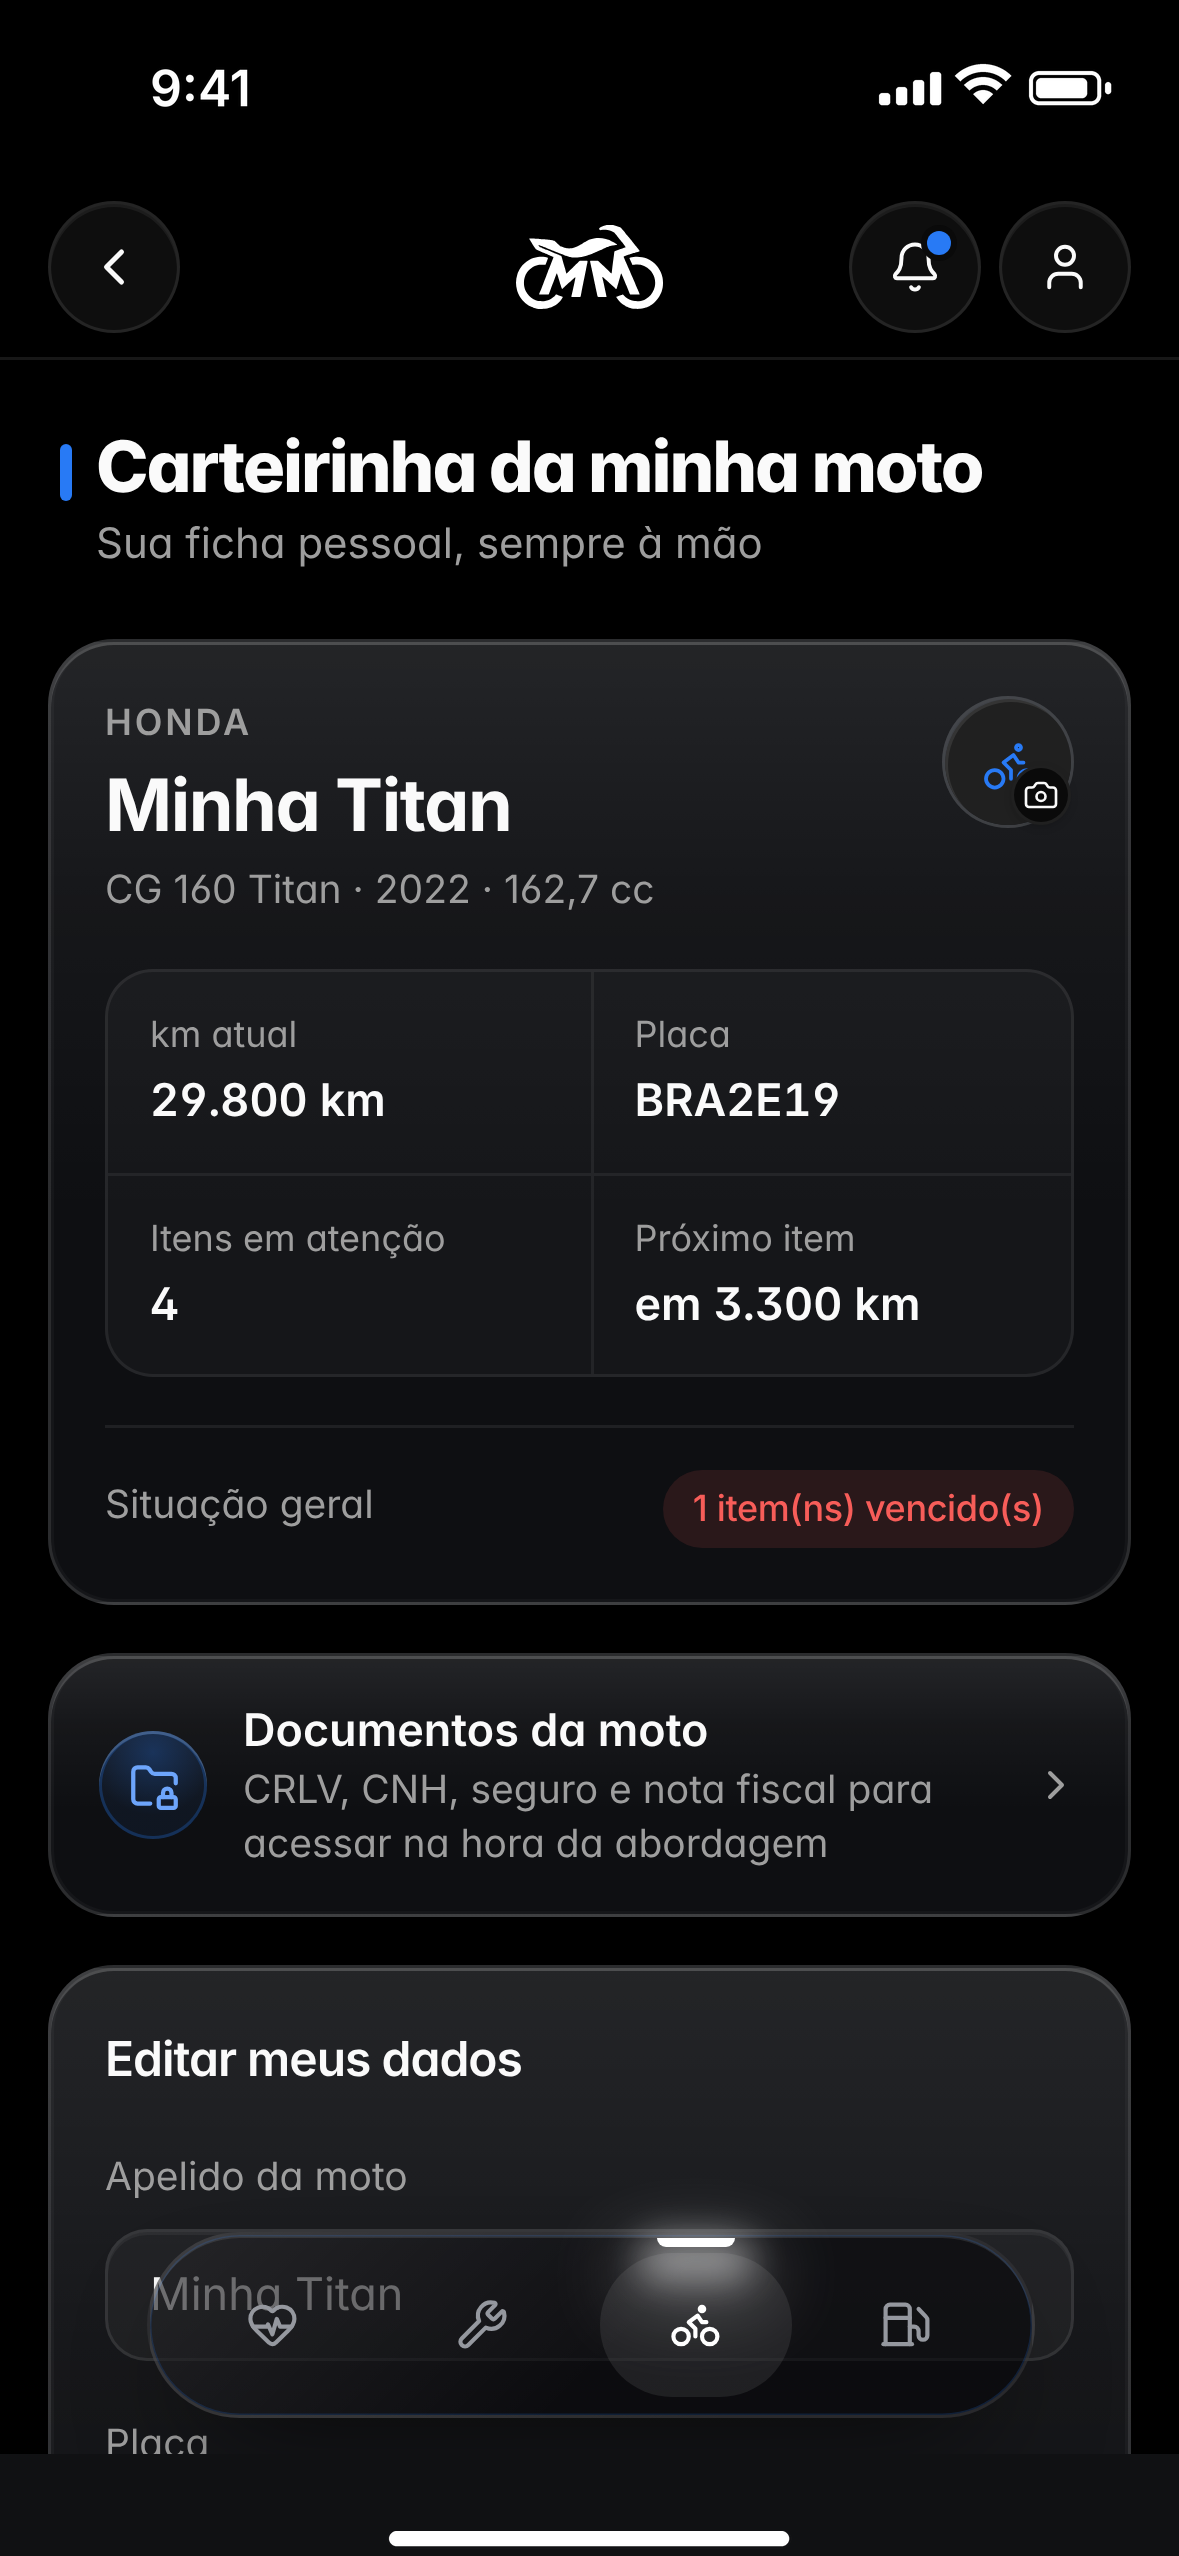 9:41
MM
Carteirinha da minha moto
Sua ficha pessoal, sempre à mão
HONDA
Minha Titan
CG 160 Titan · 2022 · 162,7 cc
km atual
29.800 km
Placa
BRA2E19
Itens em atenção
4
Próximo item
em 3.300 km
Situação geral
1 item(ns) vencido(s)
Documentos da moto
CRLV, CNH, seguro e nota fiscal para
acessar na hora da abordagem
Editar meus dados
Apelido da moto
Minha Titan
Placa